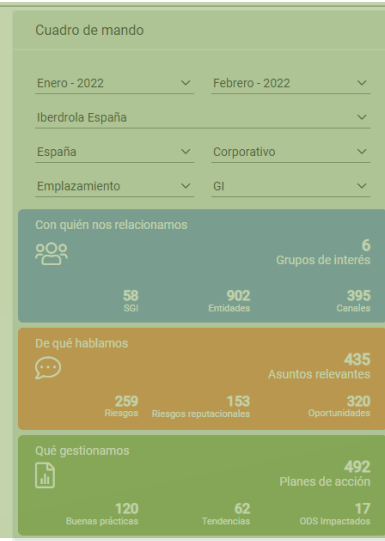 Cuadro de mando
Enero - 2022 Febrero - 2022
Iberdrola España
España Corporativo
Emplazamiento GI
Con quién nos relacionamos
6
Grupos de interés
58 902 395
SGI Entidades Canales
De qué hablamos
435
Asuntos relevantes
259 153 320
Riesgos Riesgos reputacionales Oportunidades
Qué gestionamos
492
Planes de acción
120 62 17
Buenas prácticas Tendencias ODS Impactados